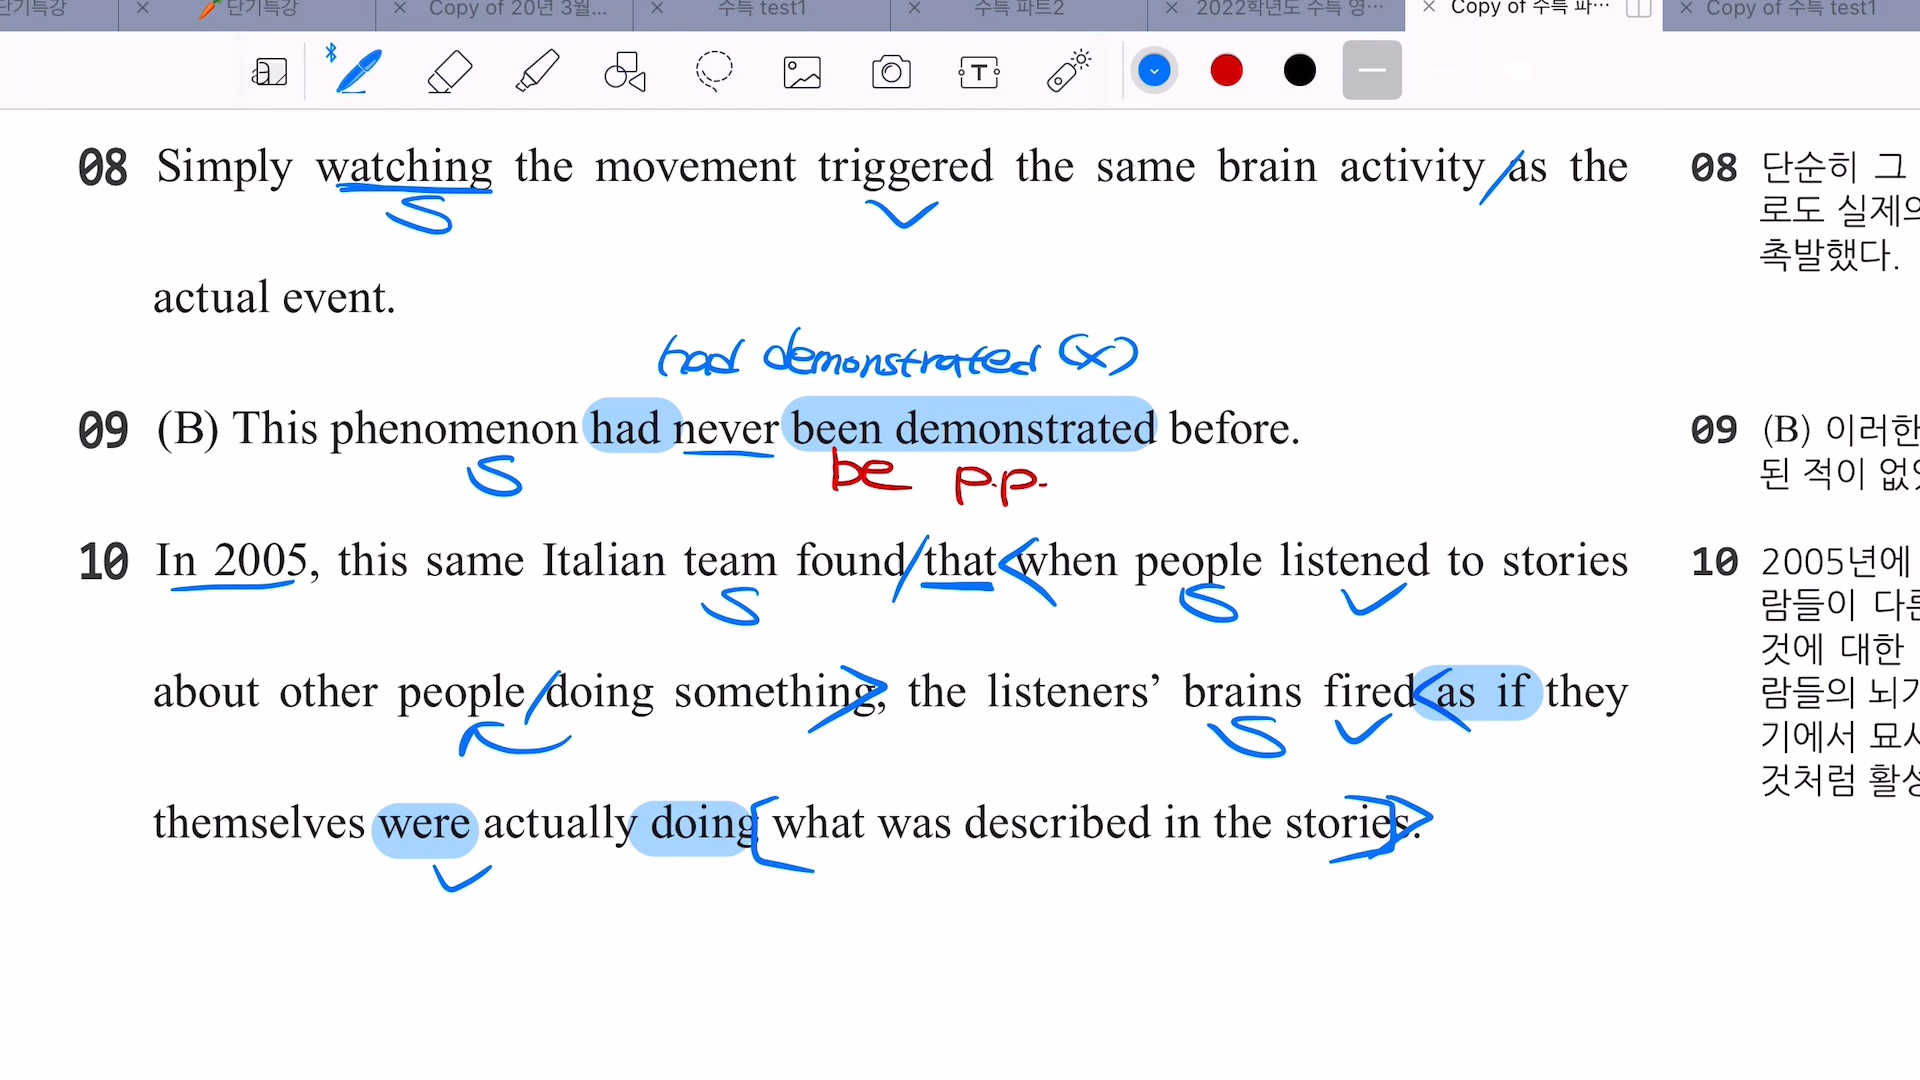 단기특강
단기특강
Copy of 20년 3월...
수특 test1
수특 파트2
2022학년도 수특 영...
Copy of 수특 파...
Copy of 수특 test1
T
08 Simply watching the movement triggered the same brain activity as the
S
V
actual event.
had demonstrated (x)
09 (B) This phenomenon had never been demonstrated before.
S
be p.p.
10 In 2005, this same Italian team found that when people listened to stories
S
S
V
about other people doing something, the listeners' brains fired as if they
S
V
themselves were actually doing what was described in the stories.
V
08 단순히 그
로도 실제의
촉발했다.
09 (B) 이러한
된 적이 없
10 2005년에
람들이 다른
것에 대한
람들의 뇌가
기에서 묘사
것처럼 활성